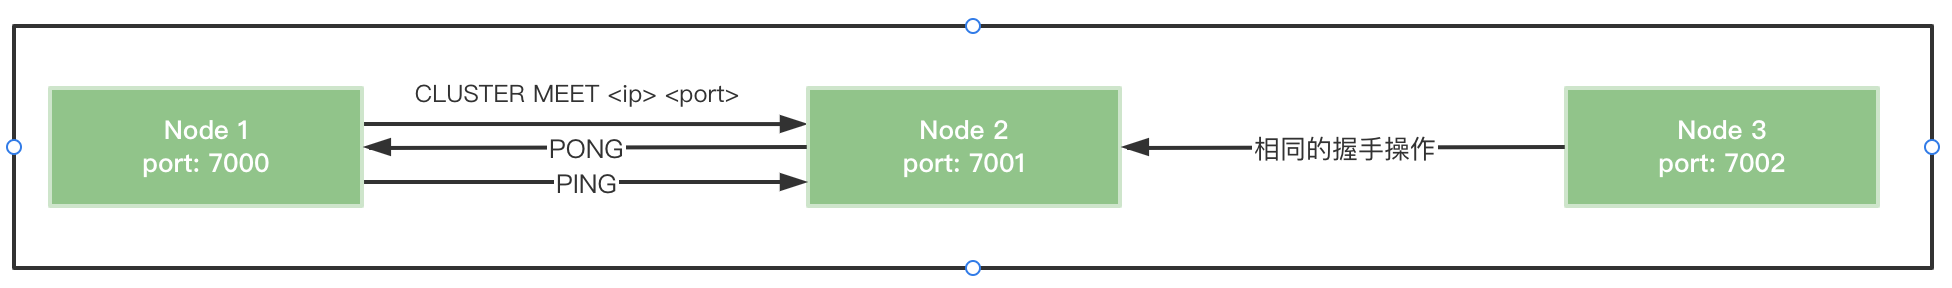 CLUSTER MEET <ip> <port>
Node 1
port: 7000
PONG
PING
Node 2
port: 7001
相同的握手操作
Node 3
port: 7002